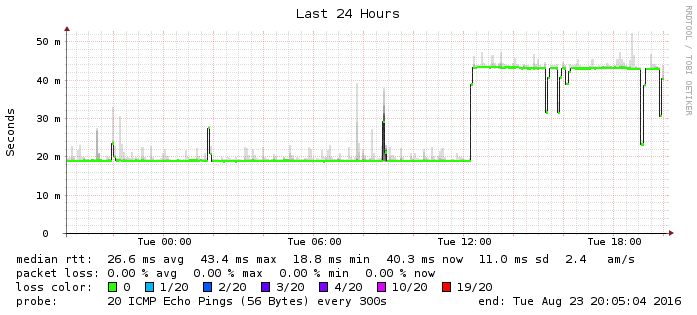 Last 24 Hours
RRDTOOL / TOBI OETIKER
Seconds
50 m
40 m
30 m
20 m
10 m
0
Tue 00:00 Tue 06:00 Tue 12:00 Tue 18:00
median rtt: 26.6 ms avg 43.4 ms max 18.8 ms min 40.3 ms now 11.0 ms sd 2.4 am/s
packet loss: 0.00 % avg 0.00 % max 0.00 % min 0.00 % now
loss color: 0 1/20 2/20 3/20 4/20 10/20 19/20
probe: 20 ICMP Echo Pings (56 Bytes) every 300s end: Tue Aug 23 20:05:04 2016